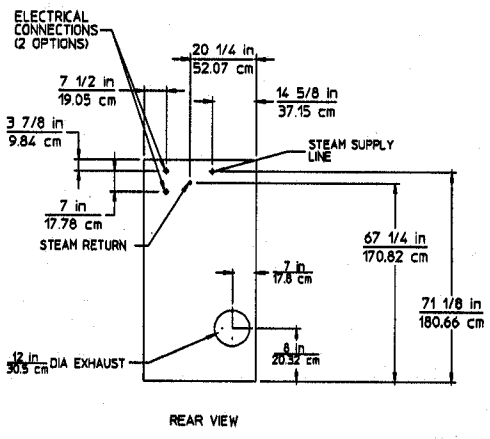 ELECTRICAL
CONNECTIONS
(2 OPTIONS)
20 1/4 in
52.07 cm
7 1/2 in
19.05 cm
14 5/8 in
37.15 cm
3 7/8 in
9.84 cm
STEAM SUPPLY
LINE
7 in
17.78 cm
STEAM RETURN
67 1/4 in
170.82 cm
7 in
17.8 cm
71 1/8 in
180.66 cm
12 in
30.5 cm DIA EXHAUST
8 in
20.32 cm
REAR VIEW